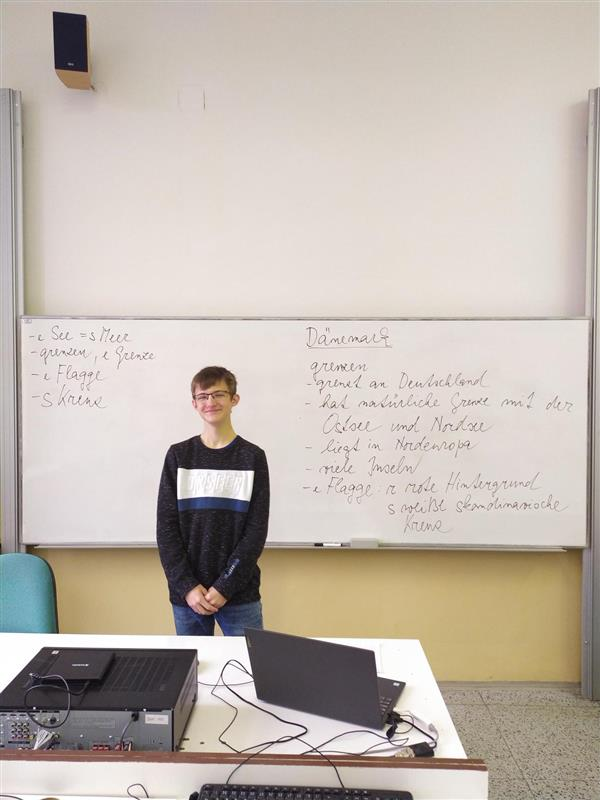 -e See = s Meer
-grenzen, e Grenze
-e Flagge
-s Kreuz
Dänemark
grenzen
-grenzt an Deutschland
- hat natürliche Grenze mit der
Ostsee und Nordsee
- liegt in Nordeuropa
- viele Inseln
-e Flagge: r rote Hintergrund
s weiße skandinavische
Kreuz